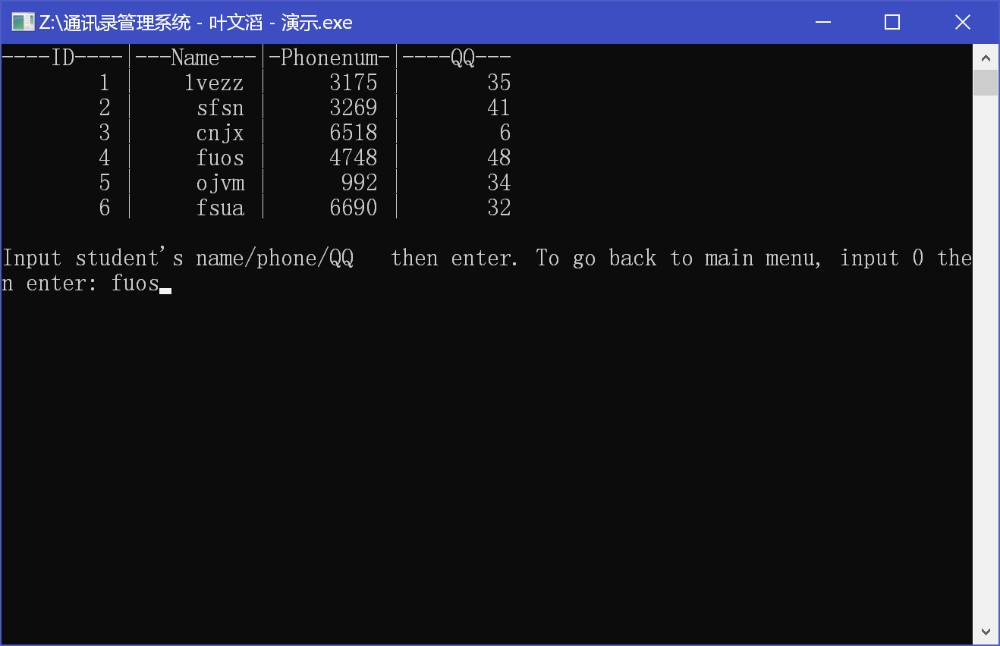 Z:\通讯录管理系统 - 叶文滔 - 演示.exe
----ID----|---Name---|-Phonenum-|----QQ---
1 | lvezz | 3175 | 35
2 | sfsn | 3269 | 41
3 | cnjx | 6518 | 6
4 | fuos | 4748 | 48
5 | ojvm | 992 | 34
6 | fsua | 6690 | 32
Input student's name/phone/QQ   then enter. To go back to main menu, input 0 the
n enter: fuos